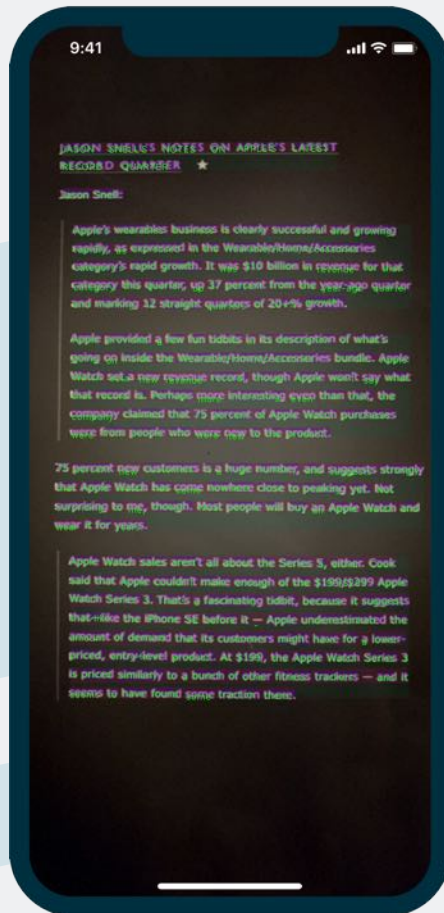 9:41
JASON SNELL'S NOTES ON APPLE'S LATEST
RECORD QUARTER ★
Jason Snell:
Apple's wearables business is clearly successful and growing
rapidly, as expressed in the Wearable/Home/Accessories
category's rapid growth. It was $10 billion in revenue for that
category this quarter, up 37 percent from the year-ago quarter
and marking 12 straight quarters of 20+% growth.
Apple provided a few fun tidbits in its description of what's
going on inside the Wearable/Home/Accessories bundle. Apple
Watch set a new revenue record, though Apple won't say what
that record is. Perhaps more interesting even than that, the
company claimed that 75 percent of Apple Watch purchases
were from people who were new to the product.
75 percent new customers is a huge number, and suggests strongly
that Apple Watch has come nowhere close to peaking yet. Not
surprising to me, though. Most people will buy an Apple Watch and
wear it for years.
Apple Watch sales aren't all about the Series 5, either. Cook
said that Apple couldn't make enough of the $199/$299 Apple
Watch Series 3. That's a fascinating tidbit, because it suggests
that—like the iPhone SE before it — Apple underestimated the
amount of demand that its customers might have for a lower-
priced, entry-level product. At $199, the Apple Watch Series 3
is priced similarly to a bunch of other fitness trackers — and it
seems to have found some traction there.